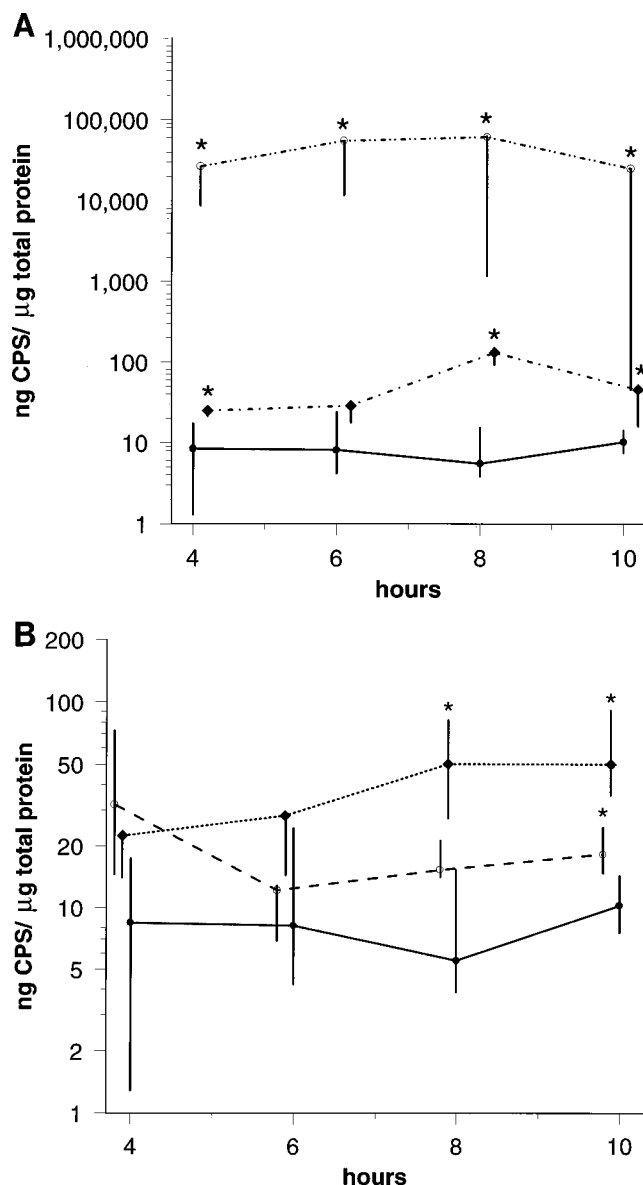 A
1,000,000
100,000
10,000
1,000
100
10
1
ng CPS/ μg total protein
* * * *
* * *
4 6 8 10
hours
B
200
100
50
20
10
5
2
1
ng CPS/ μg total protein
* *
*
4 6 8 10
hours